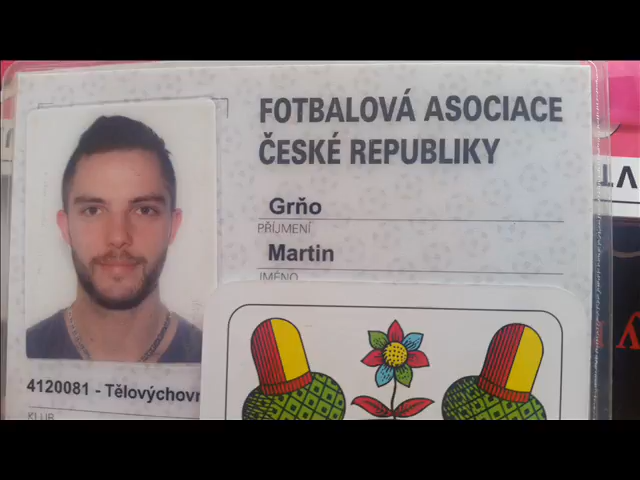 FOTBALOVÁ ASOCIACE
ČESKÉ REPUBLIKY
Grňo
PŘÍJMENÍ
Martin
JMÉNO
4120081 - Tělovýchovn
KLUB